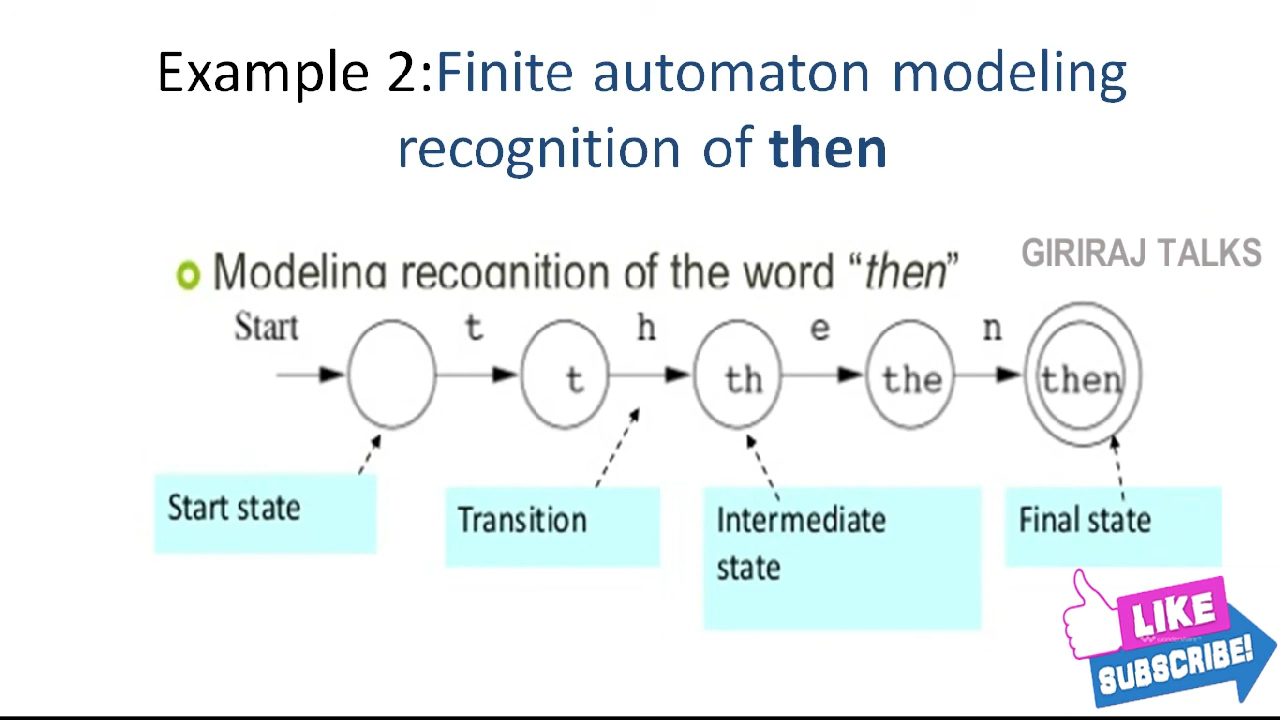 Example 2:Finite automaton modeling
recognition of then
GIRIRAJ TALKS
Modeling recognition of the word “then”
Start t h e n
t th the then
Start state
Transition
Intermediate
state
Final state
LIKE
SUBSCRIBE!